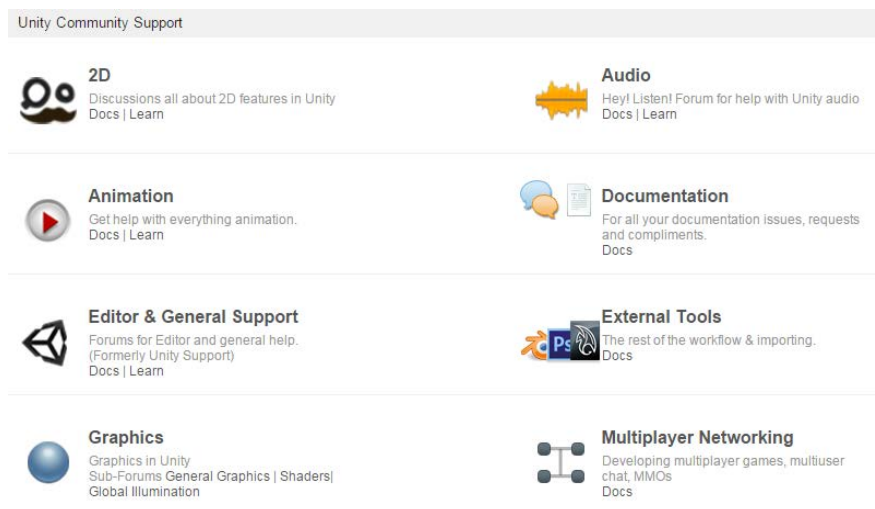 Unity Community Support
2D
Discussions all about 2D features in Unity
Docs | Learn
Audio
Hey! Listen! Forum for help with Unity audio
Docs | Learn
Animation
Get help with everything animation.
Docs | Learn
Documentation
For all your documentation issues, requests
and compliments.
Docs
Editor & General Support
Forums for Editor and general help.
(Formerly Unity Support)
Docs | Learn
External Tools
The rest of the workflow & importing.
Docs
Ps
Graphics
Graphics in Unity
Sub-Forums General Graphics | Shaders|
Global Illumination
Multiplayer Networking
Developing multiplayer games, multiuser
chat, MMOs
Docs